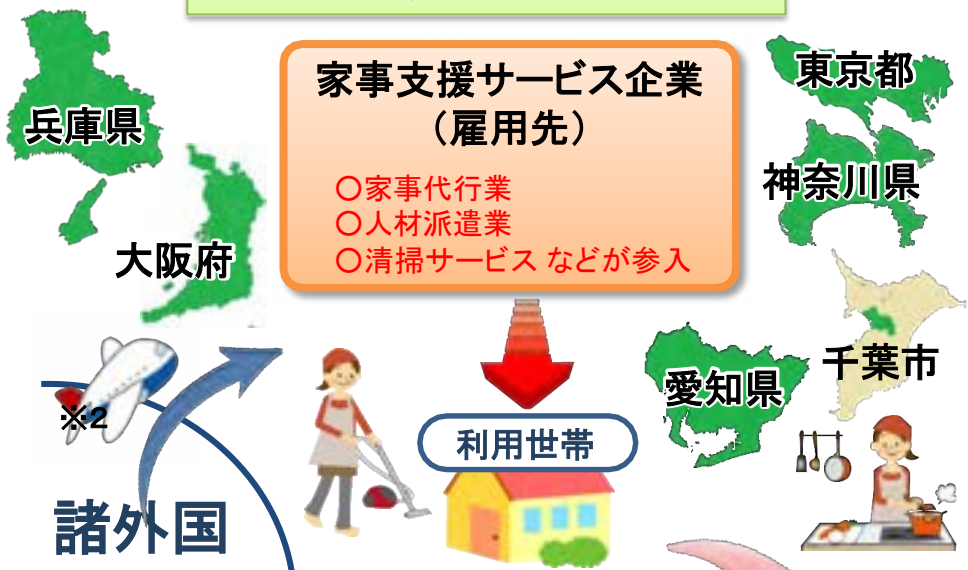 兵庫県
大阪府
家事支援サービス企業
（雇用先）
○家事代行業
○人材派遣業
○清掃サービス などが参入
東京都
神奈川県
千葉市
愛知県
※2
諸外国
利用世帯